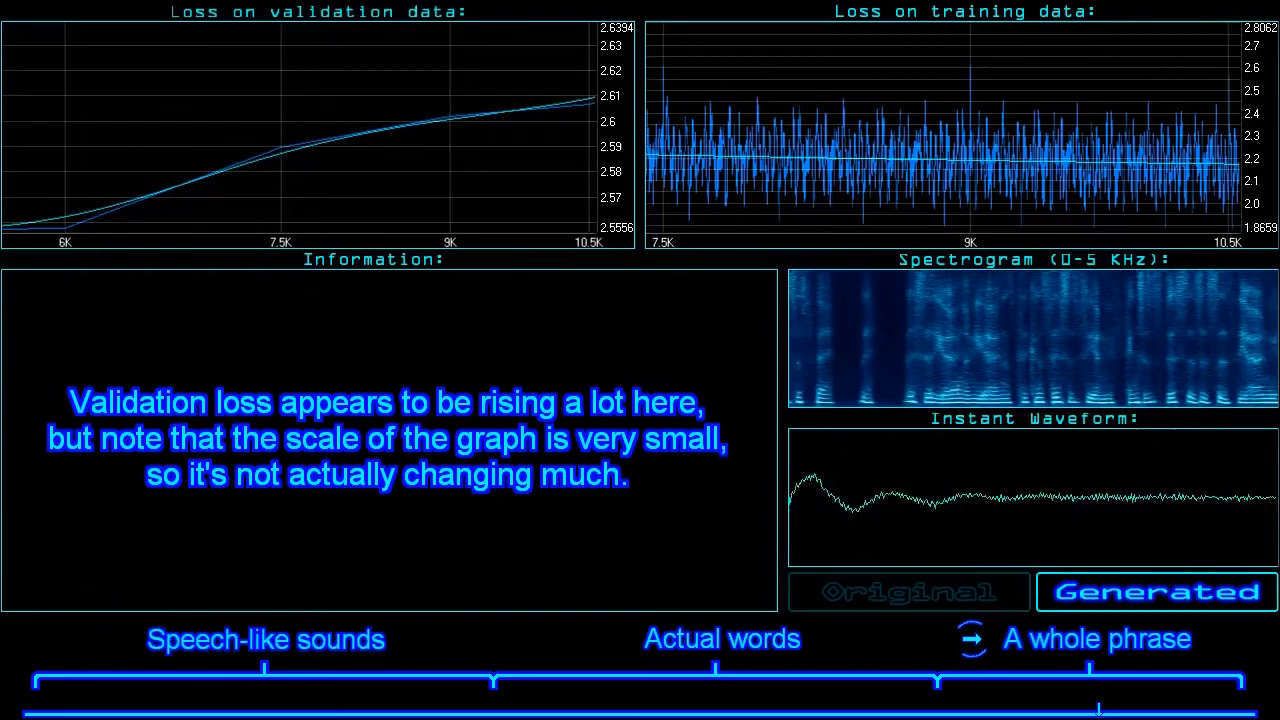 Loss on validation data:
Loss on training data:
2.6394
2.63
2.62
2.61
2.6
2.59
2.58
2.57
2.5556
6K
7.5K
9K
10.5K
2.8062
2.7
2.6
2.5
2.4
2.3
2.2
2.1
2.0
1.8659
7.5K
9K
10.5K
Information:
Spectrogram (0-5 KHz):
Validation loss appears to be rising a lot here,
but note that the scale of the graph is very small,
so it's not actually changing much.
Instant Waveform:
Original
Generated
Speech-like sounds
Actual words
→ A whole phrase